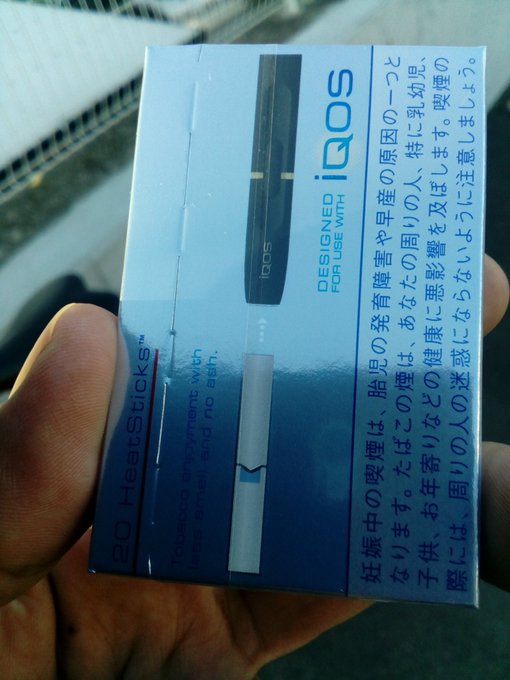 20 HeatSticks™
Tobacco enjoyment with
less smell and no ash.
iQOS
DESIGNED
FOR USE WITH
iQOS
妊娠中の喫煙は、胎児の発育障害や早産の原因の一つと
なります。たばこの煙は、あなたの周りの人、特に乳幼児、
子供、お年寄りなどの健康に悪影響を及ぼします。喫煙の
際には、周りの人の迷惑にならないように注意しましょう。